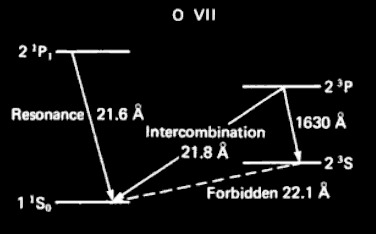 O VII
2 ¹P₁
2 ³P
Resonance 21.6 Å
1630 Å
Intercombination
21.8 Å
2 ³S
Forbidden 22.1 Å
1 ¹S₀